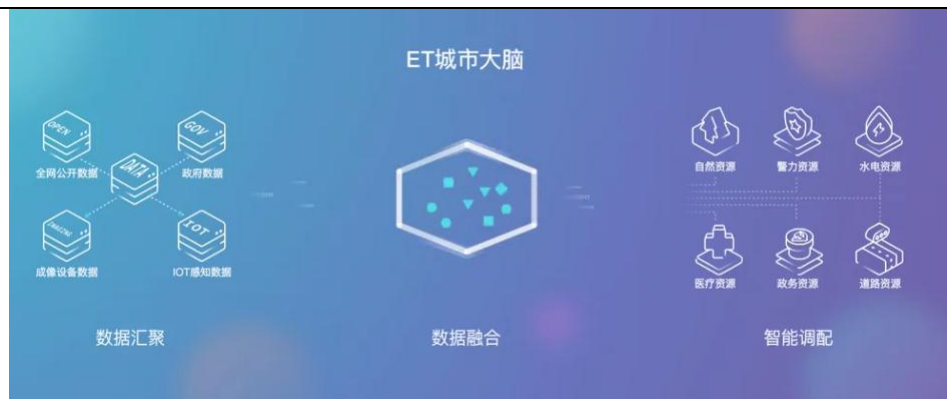 ET城市大脑
OPEN
GOV
全网公开数据
DATA
政府数据
IMAGING
IOT
成像设备数据
IOT感知数据
自然资源
警力资源
水电资源
医疗资源
政务资源
道路资源
数据汇聚
数据融合
智能调配